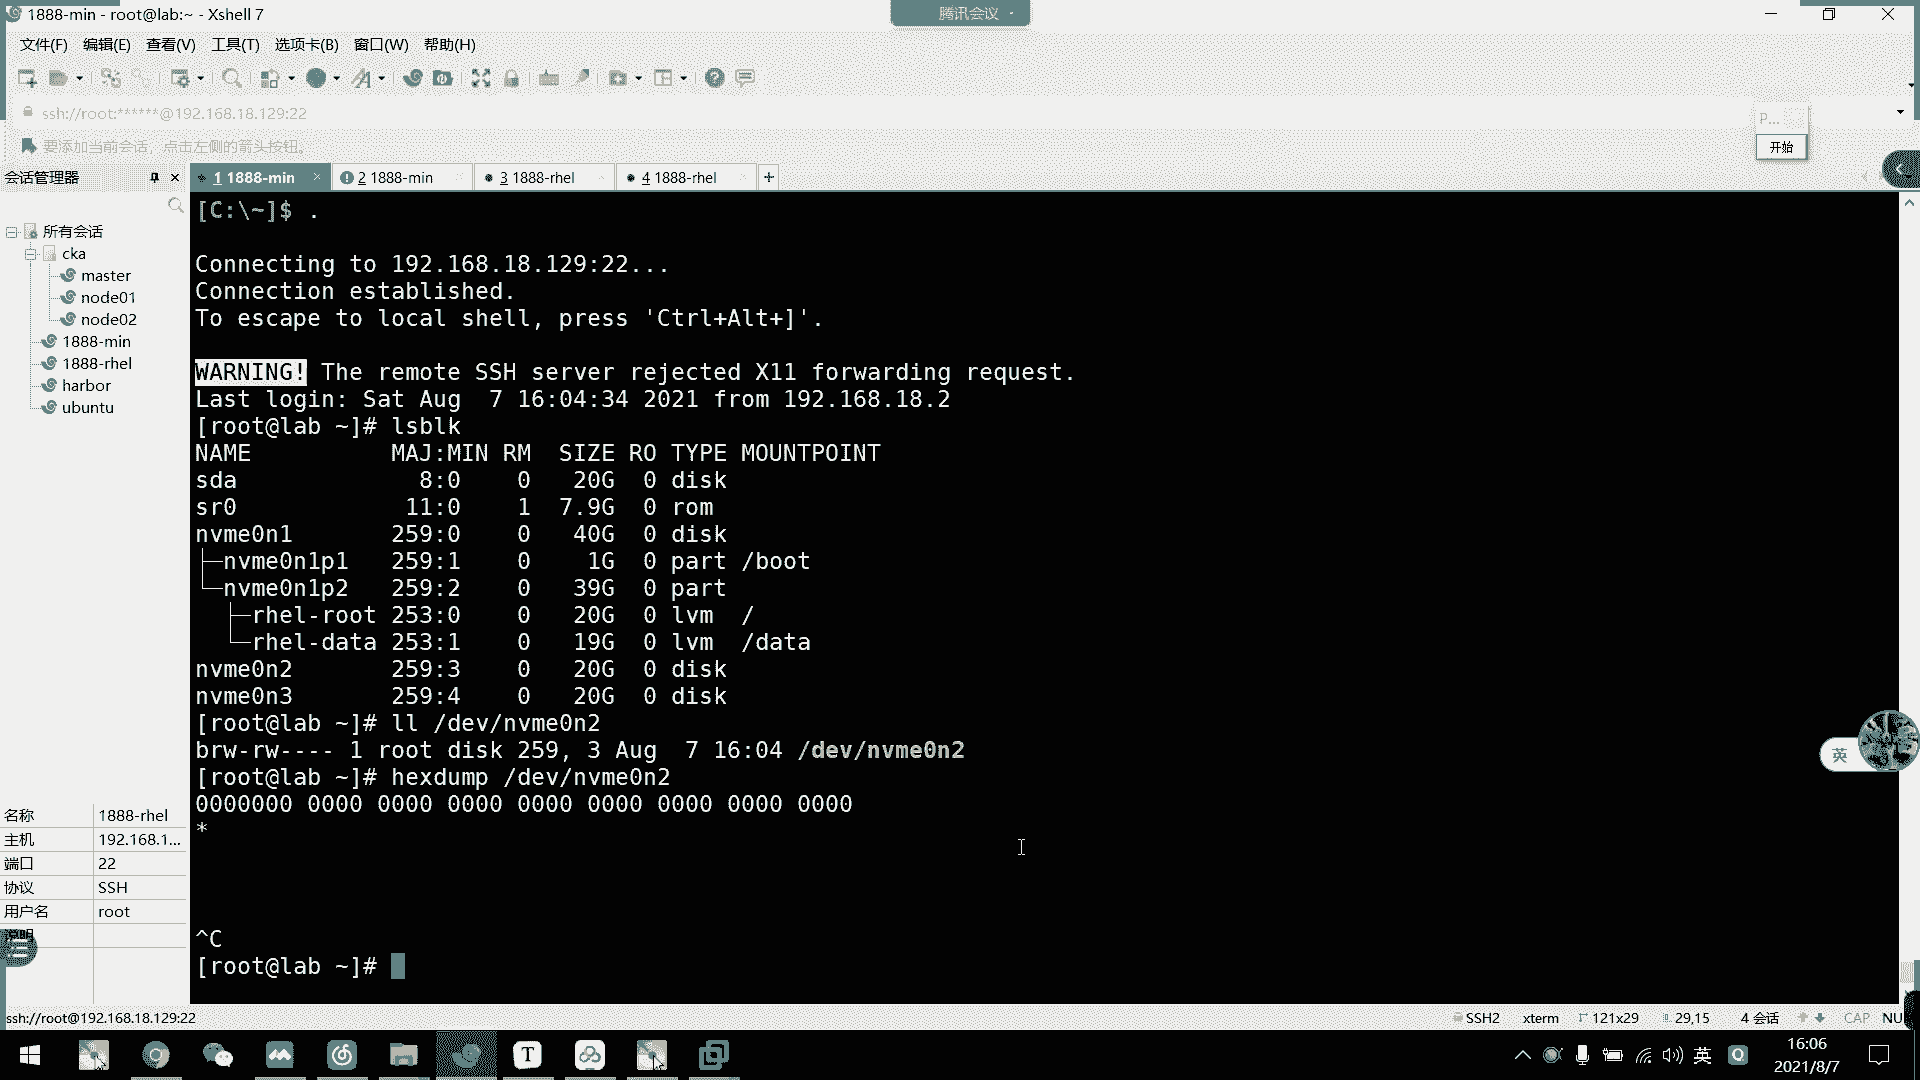 1888-min - root@lab:~ - Xshell 7
腾讯会议
文件(F) 编辑(E) 查看(V) 工具(T) 选项卡(B) 窗口(W) 帮助(H)
ssh://root:******@192.168.18.129:22
P...
要添加当前会话，点击左侧的箭头按钮。
开始
会话管理器
1 1888-min
2 1888-min
3 1888-rhel
4 1888-rhel
所有会话
cka
master
node01
node02
1888-min
1888-rhel
harbor
ubuntu
[C:\~]$ .
Connecting to 192.168.18.129:22...
Connection established.
To escape to local shell, press 'Ctrl+Alt+]'.
WARNING! The remote SSH server rejected X11 forwarding request.
Last login: Sat Aug  7 16:04:34 2021 from 192.168.18.2
[root@lab ~]# lsblk
NAME          MAJ:MIN RM  SIZE RO TYPE MOUNTPOINT
sda             8:0    0   20G  0 disk
sr0            11:0    1  7.9G  0 rom
nvme0n1       259:0    0   40G  0 disk
├─nvme0n1p1   259:1    0    1G  0 part /boot
└─nvme0n1p2   259:2    0   39G  0 part
  ├─rhel-root 253:0    0   20G  0 lvm  /
  └─rhel-data 253:1    0   19G  0 lvm  /data
nvme0n2       259:3    0   20G  0 disk
nvme0n3       259:4    0   20G  0 disk
[root@lab ~]# ll /dev/nvme0n2
brw-rw---- 1 root disk 259, 3 Aug  7 16:04 /dev/nvme0n2
[root@lab ~]# hexdump /dev/nvme0n2
0000000 0000 0000 0000 0000 0000 0000 0000 0000
*
^C
[root@lab ~]#
英
名称 1888-rhel
主机 192.168.1...
端口 22
协议 SSH
用户名 root
说明
ssh://root@192.168.18.129:22
SSH2 xterm 121x29 29,15 4 会话 CAP NU
英
16:06
2021/8/7